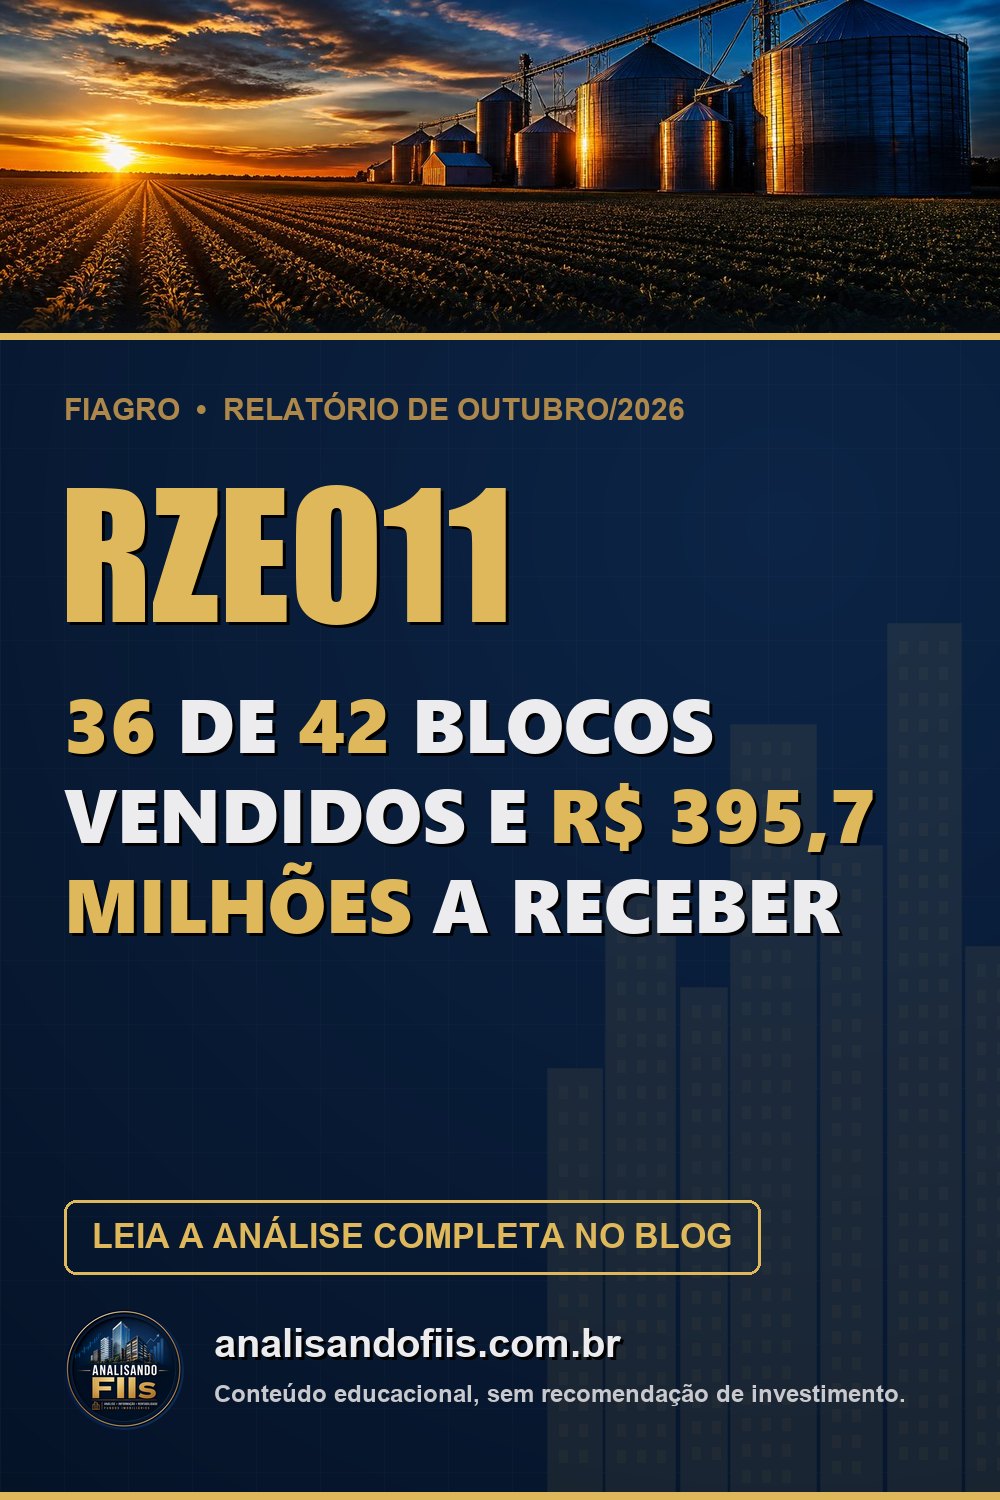 FIAGRO • RELATÓRIO DE OUTUBRO/2026
RZEO11
36 DE 42 BLOCOS
VENDIDOS E R$ 395,7
MILHÕES A RECEBER
LEIA A ANÁLISE COMPLETA NO BLOG
ANALISANDO
FIIs
analisandofiis.com.br
Conteúdo educacional, sem recomendação de investimento.